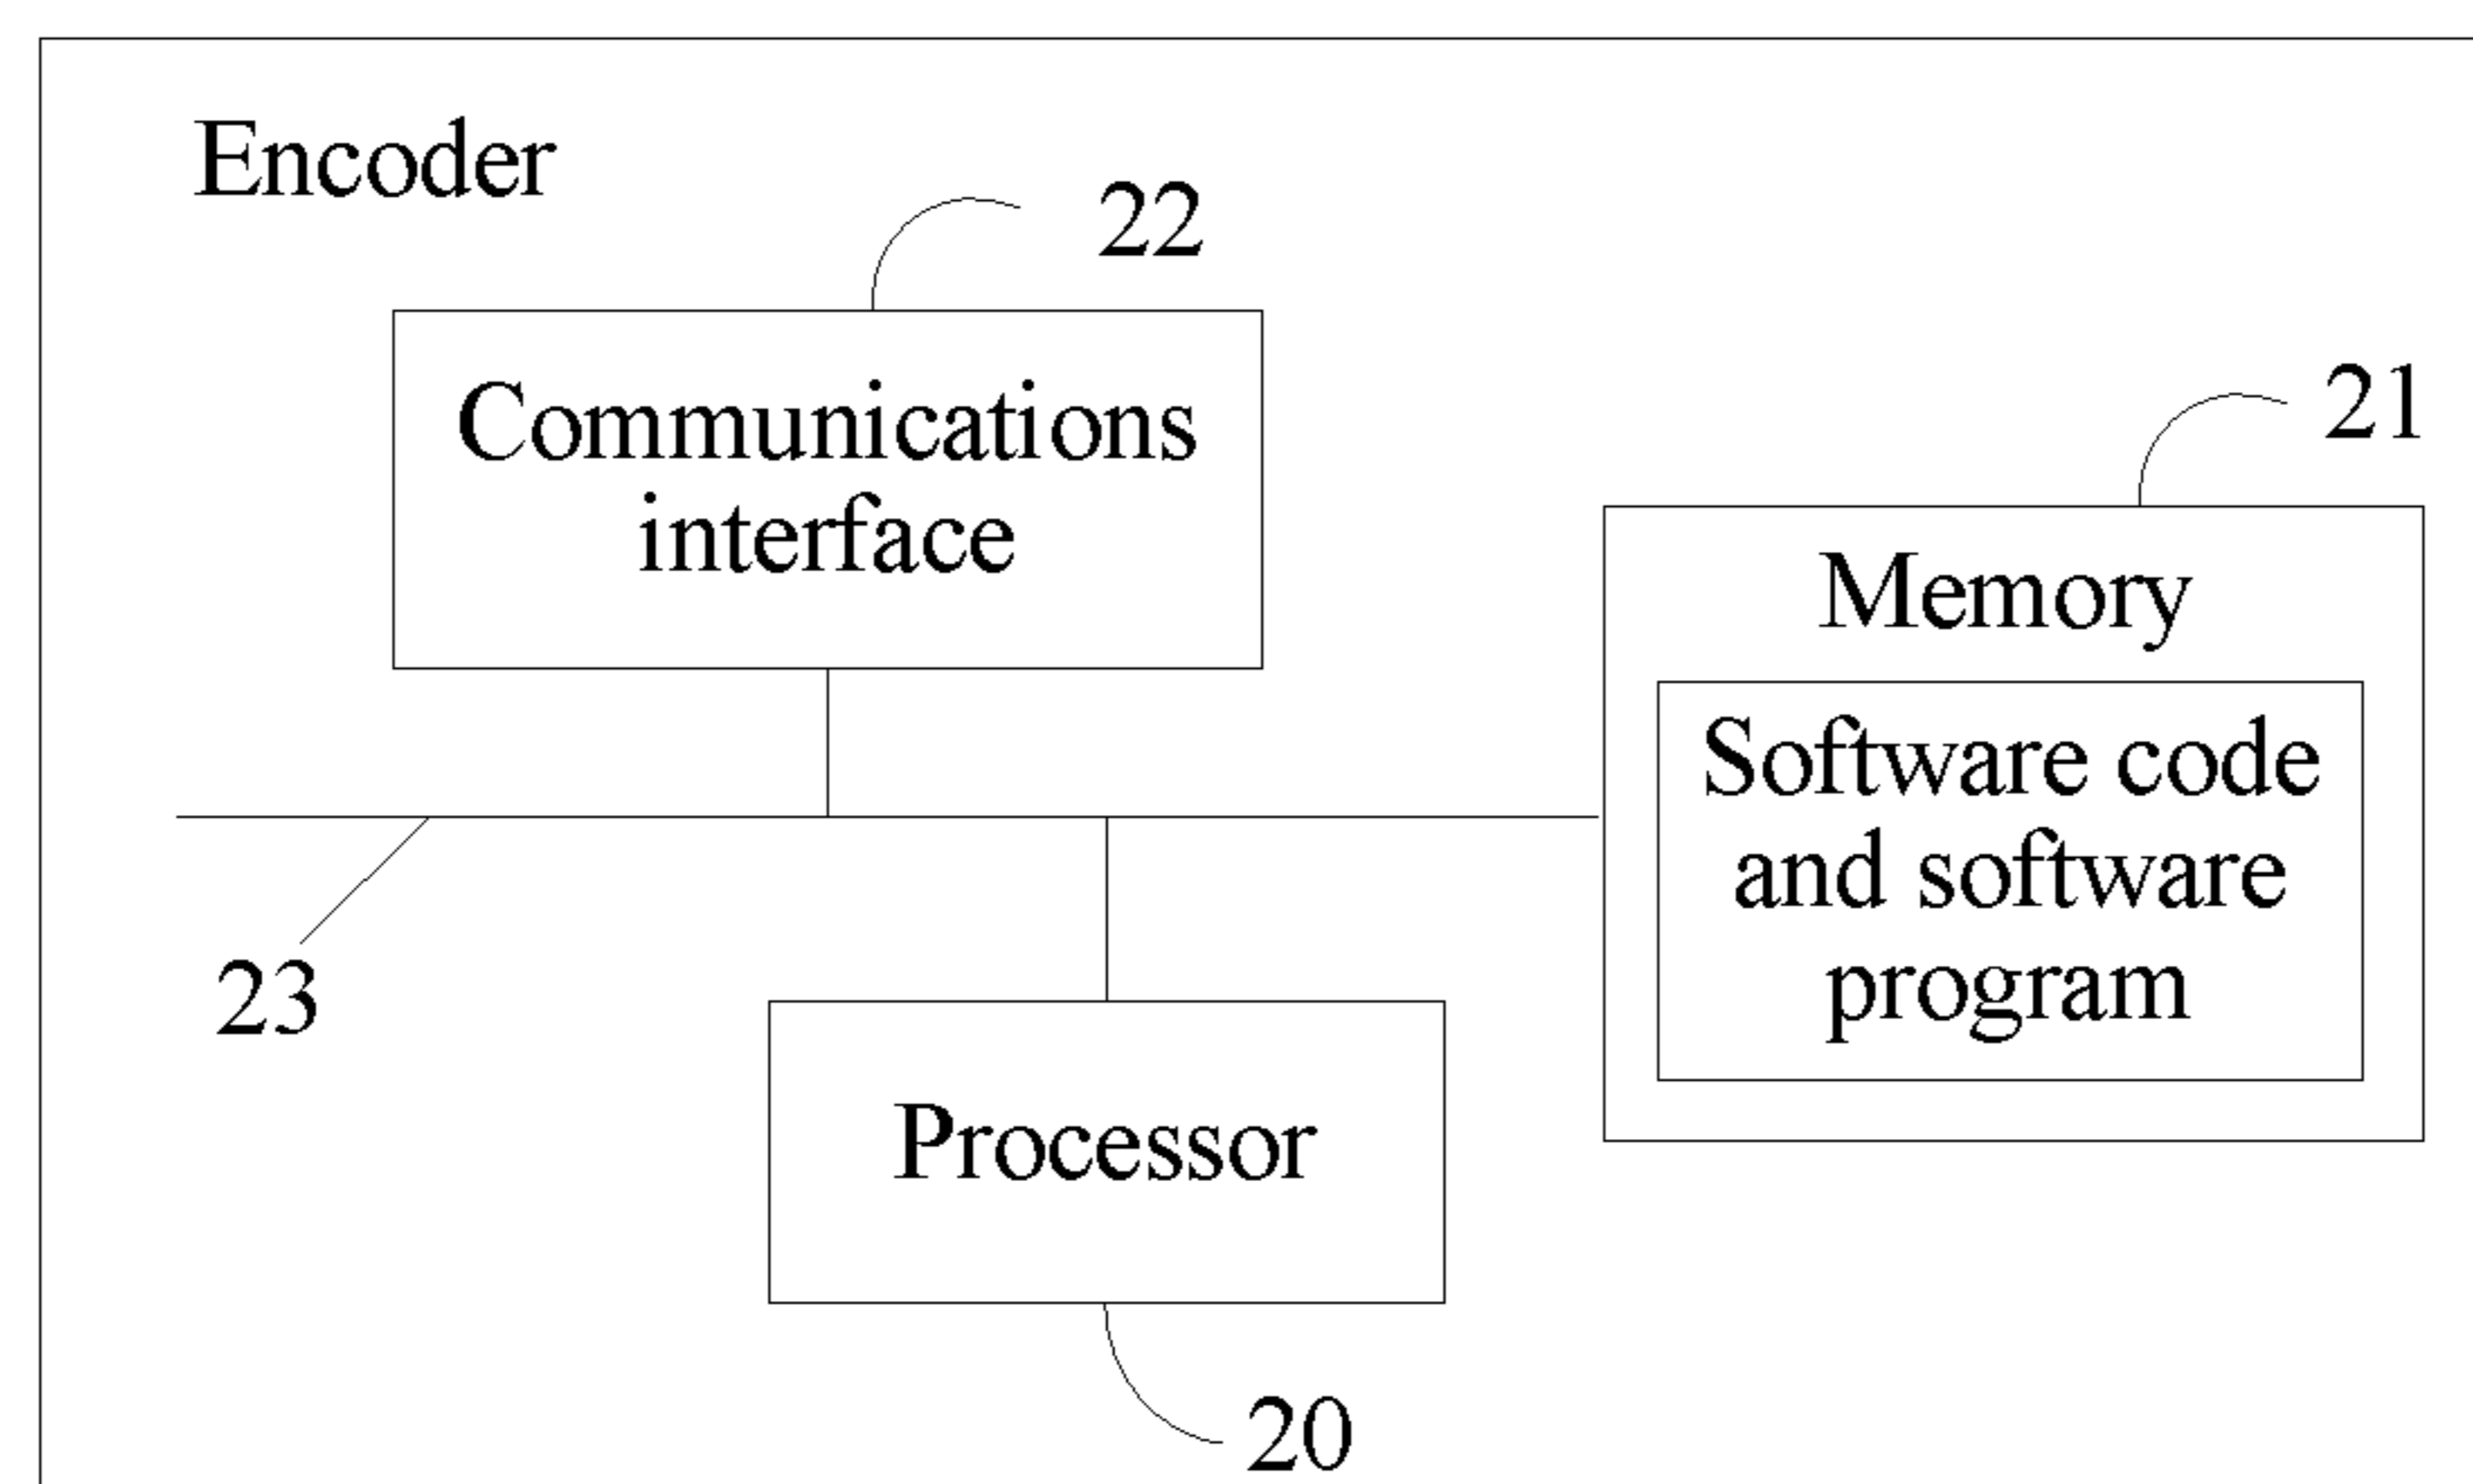 Encoder
22
Communications
interface
21
Memory
Software code
and software
program
23
Processor
20